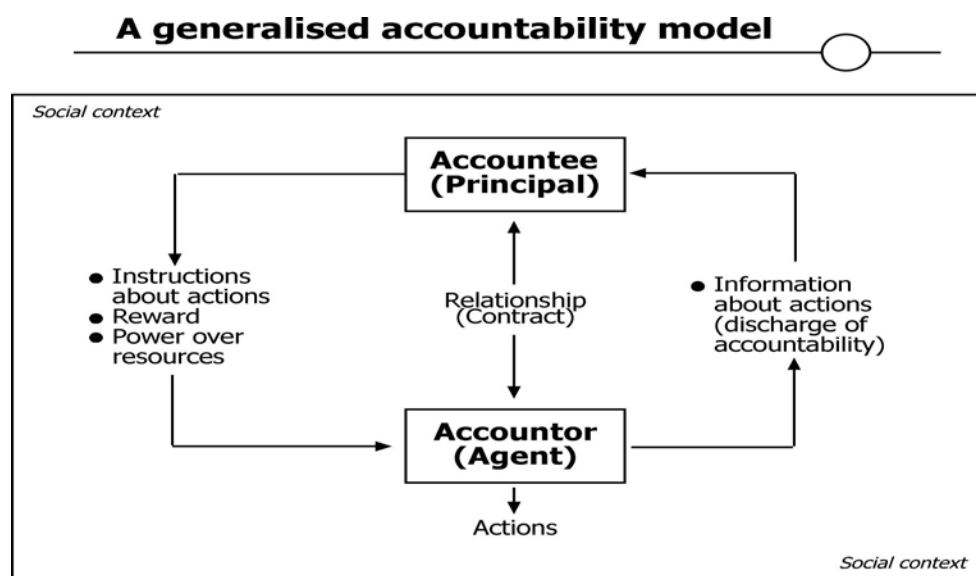 A generalised accountability model
Social context
Accountee
(Principal)
● Instructions
about actions
● Reward
● Power over
resources
Relationship
(Contract)
● Information
about actions
(discharge of
accountability)
Accountor
(Agent)
Actions
Social context